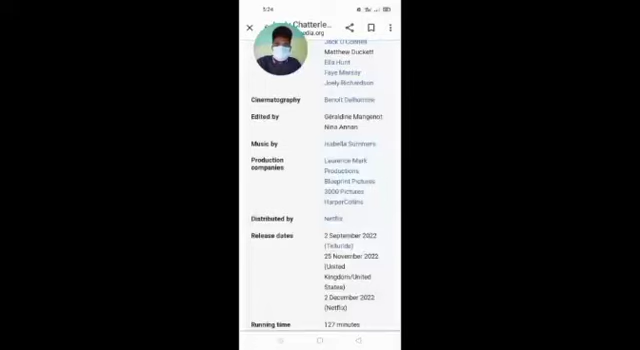 5:24
Chatterle...
Jack O'Connell
Matthew Duckett
Ella Hunt
Faye Marsay
Joely Richardson
Cinematography Benoît Delhomme
Edited by Géraldine Mangenot
Nina Annan
Music by Isabella Summers
Production companies Laurence Mark
Productions
Blueprint Pictures
3000 Pictures
HarperCollins
Distributed by Netflix
Release dates 2 September 2022
(Telluride)
25 November 2022
(United
Kingdom/United
States)
2 December 2022
(Netflix)
Running time 127 minutes